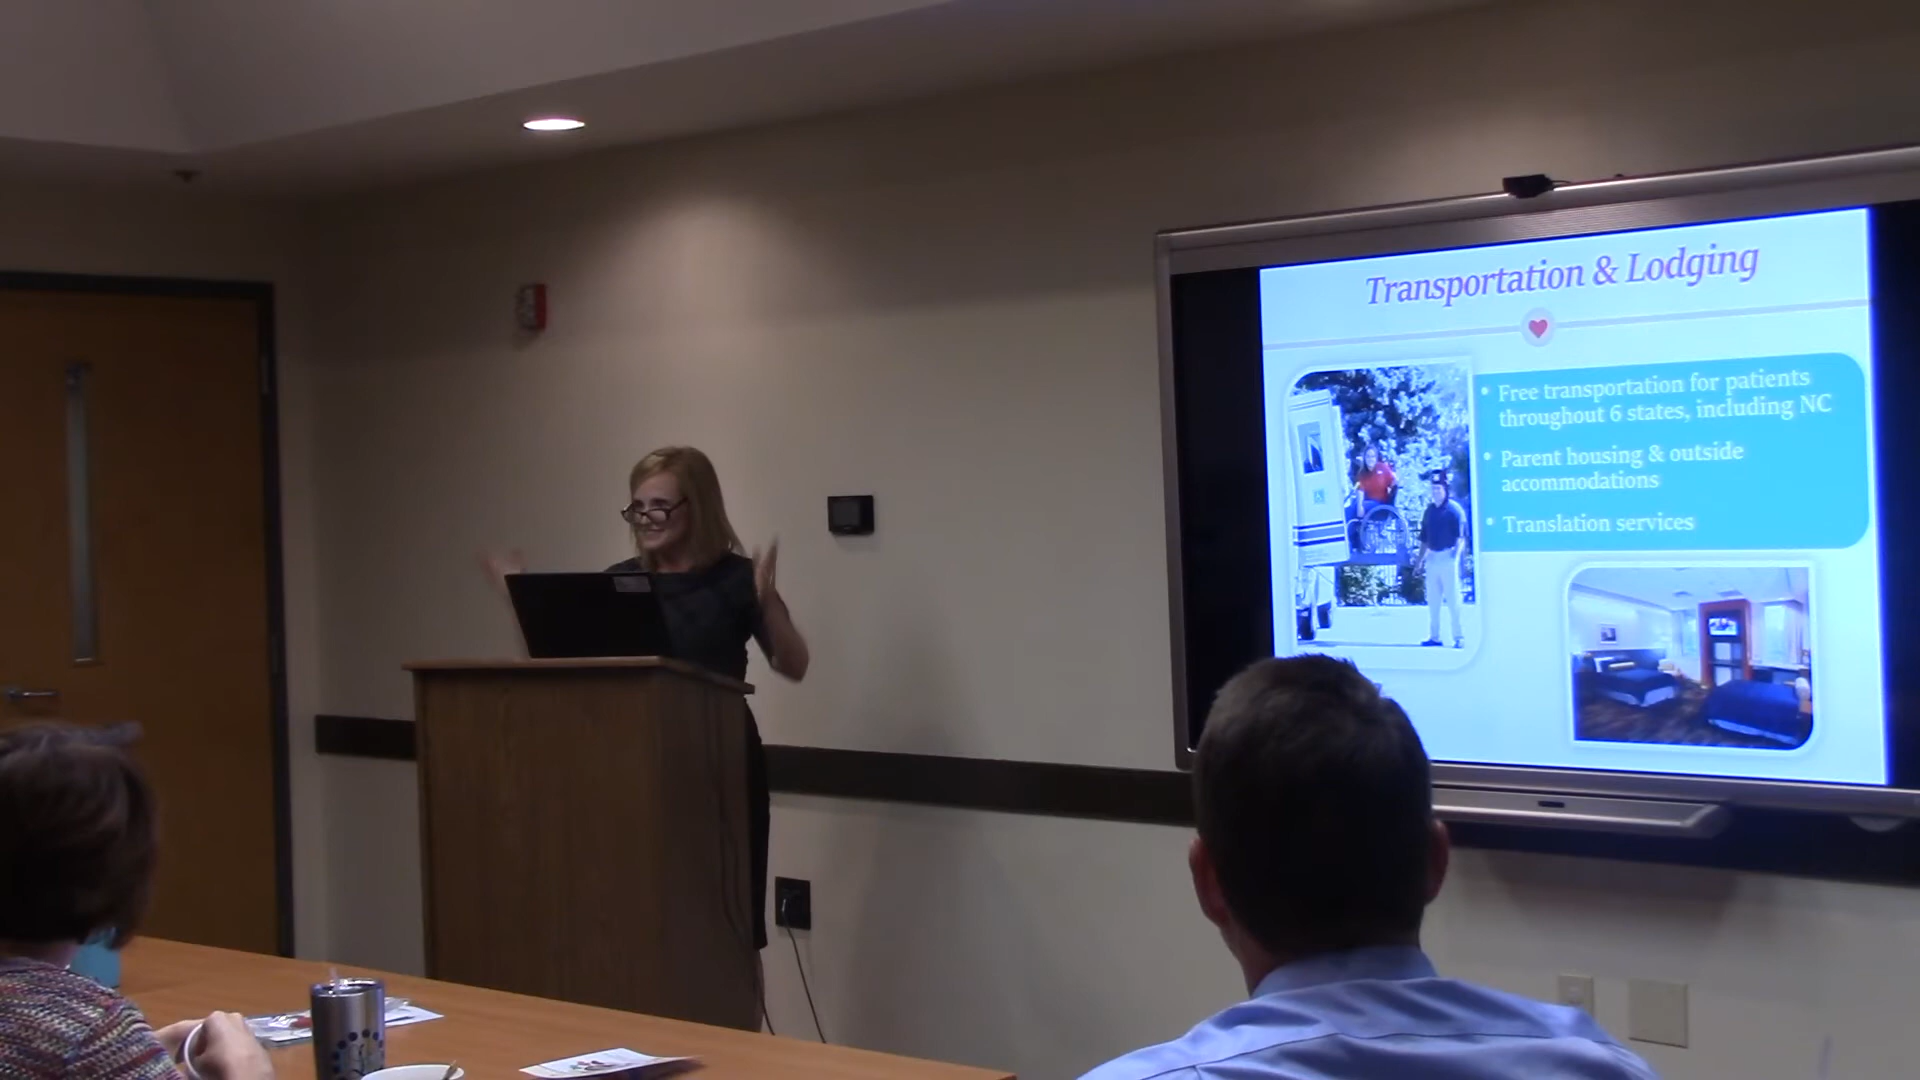 Transportation & Lodging
• Free transportation for patients
throughout 6 states, including NC
• Parent housing & outside
accommodations
• Translation services